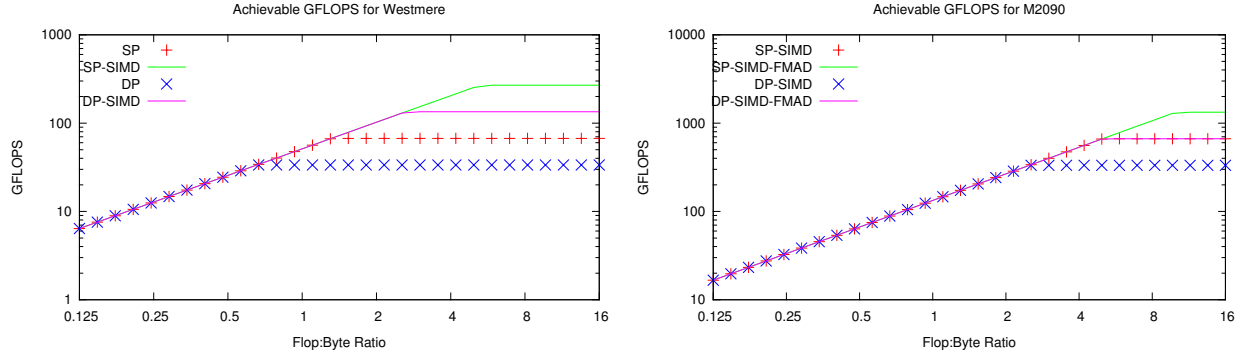 Achievable GFLOPS for Westmere
1000
100
10
1
GFLOPS
SP
SP-SIMD
DP
DP-SIMD
0.125 0.25 0.5 1 2 4 8 16
Flop:Byte Ratio
Achievable GFLOPS for M2090
10000
1000
100
10
GFLOPS
SP-SIMD
SP-SIMD-FMAD
DP-SIMD
DP-SIMD-FMAD
0.125 0.25 0.5 1 2 4 8 16
Flop:Byte Ratio